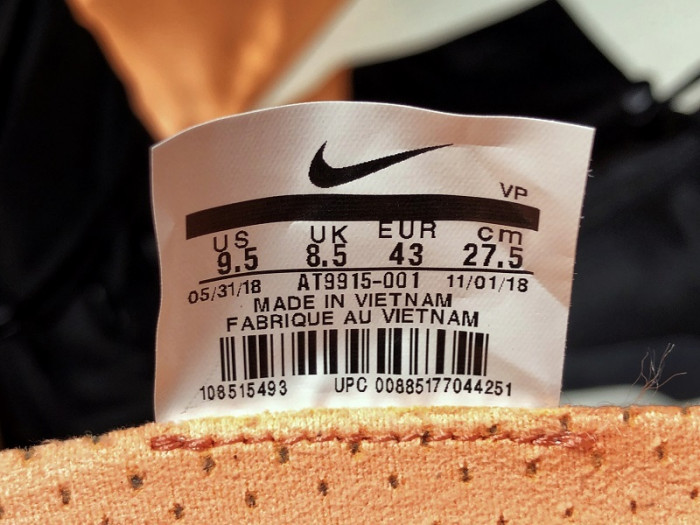 VP
US UK EUR cm
9.5 8.5 43 27.5
05/31/18 AT9915-001 11/01/18
MADE IN VIETNAM
FABRIQUE AU VIETNAM
108515493 UPC 00885177044251